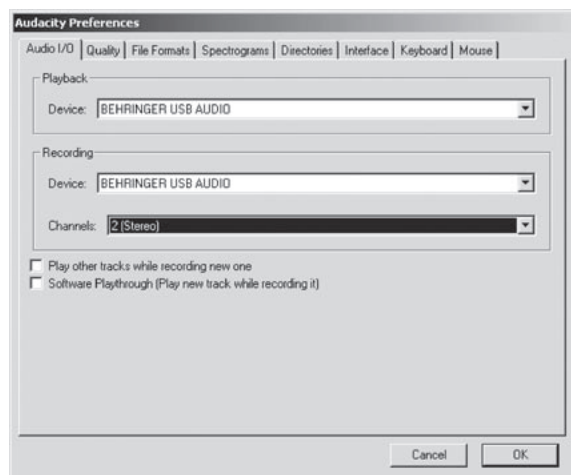 Audacity Preferences
Audio I/O Quality File Formats Spectrograms Directories Interface Keyboard Mouse
Playback
Device: BEHRINGER USB AUDIO
Recording
Device: BEHRINGER USB AUDIO
Channels: 2 (Stereo)
Play other tracks while recording new one
Software Playthrough (Play new track while recording it)
Cancel OK